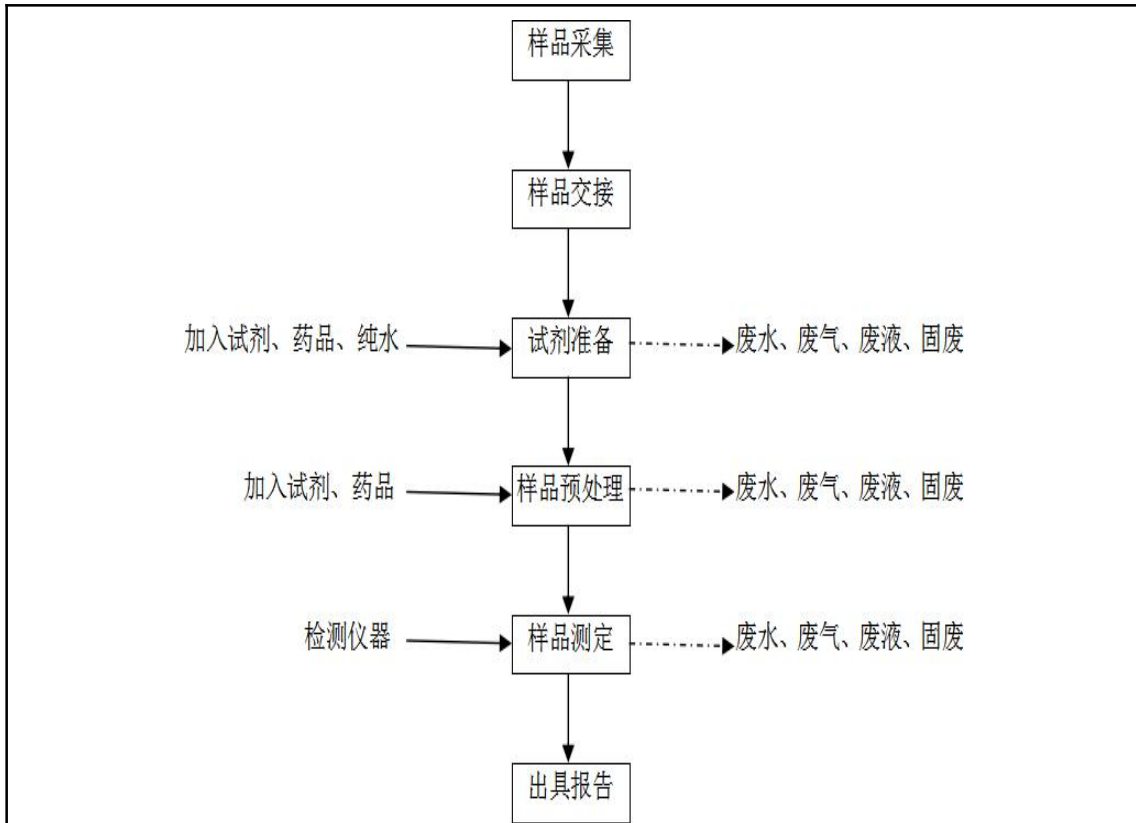 样品采集
样品交接
加入试剂、药品、纯水
试剂准备
废水、废气、废液、固废
加入试剂、药品
样品预处理
废水、废气、废液、固废
检测仪器
样品测定
废水、废气、废液、固废
出具报告